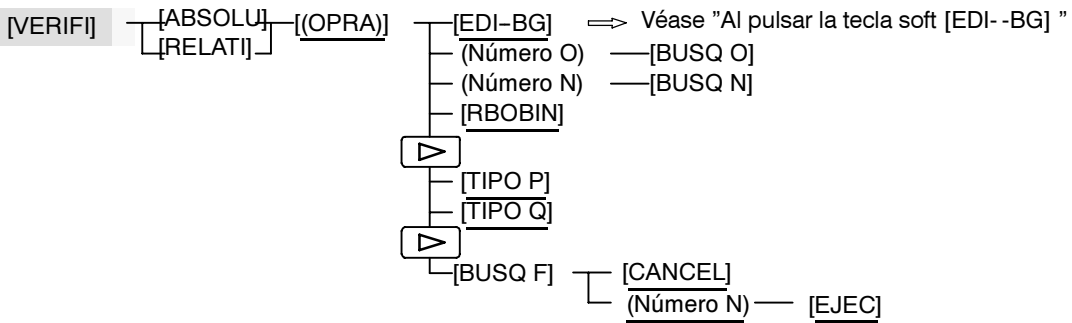 [VERIFI] [ABSOLU] [(OPRA)] [EDI-BG] Véase "Al pulsar la tecla soft [EDI- -BG] "
[RELATI] (Número O) [BUSQ O]
(Número N) [BUSQ N]
[RBOBIN]
[TIPO P]
[TIPO Q]
[BUSQ F] [CANCEL]
(Número N) [EJEC]